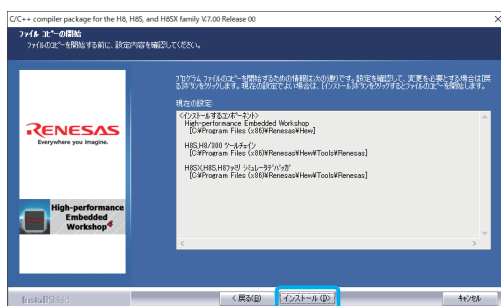 C/C++ compiler package for the H8, H8S, and H8SX family V.7.00 Release 00
ファイル コピーの開始
ファイルのコピーを開始する前に、設定内容を確認してください。
プログラム ファイルのコピーを開始するための情報は次の通りです。設定を確認して、変更を必要とする場合は[戻
る]ボタンをクリックします。現在の設定でよい場合は、[インストール]ボタンをクリックするとファイルのコピーを開始します。
現在の設定:
<インストールするコンポーネント>
High-performance Embedded Workshop
[C:¥Program Files (x86)¥Renesas¥Hew]
H8S,H8/300 ツールチェイン
[C:¥Program Files (x86)¥Renesas¥Hew¥Tools¥Renesas]
H8SX,H8S,H8ファミリ シミュレータデバッガ
[C:¥Program Files (x86)¥Renesas¥Hew¥Tools¥Renesas]
RENESAS
Everywhere you imagine.
High-performance
Embedded
Workshop4
InstallShield
< 戻る(B)
インストール(I)
キャンセル